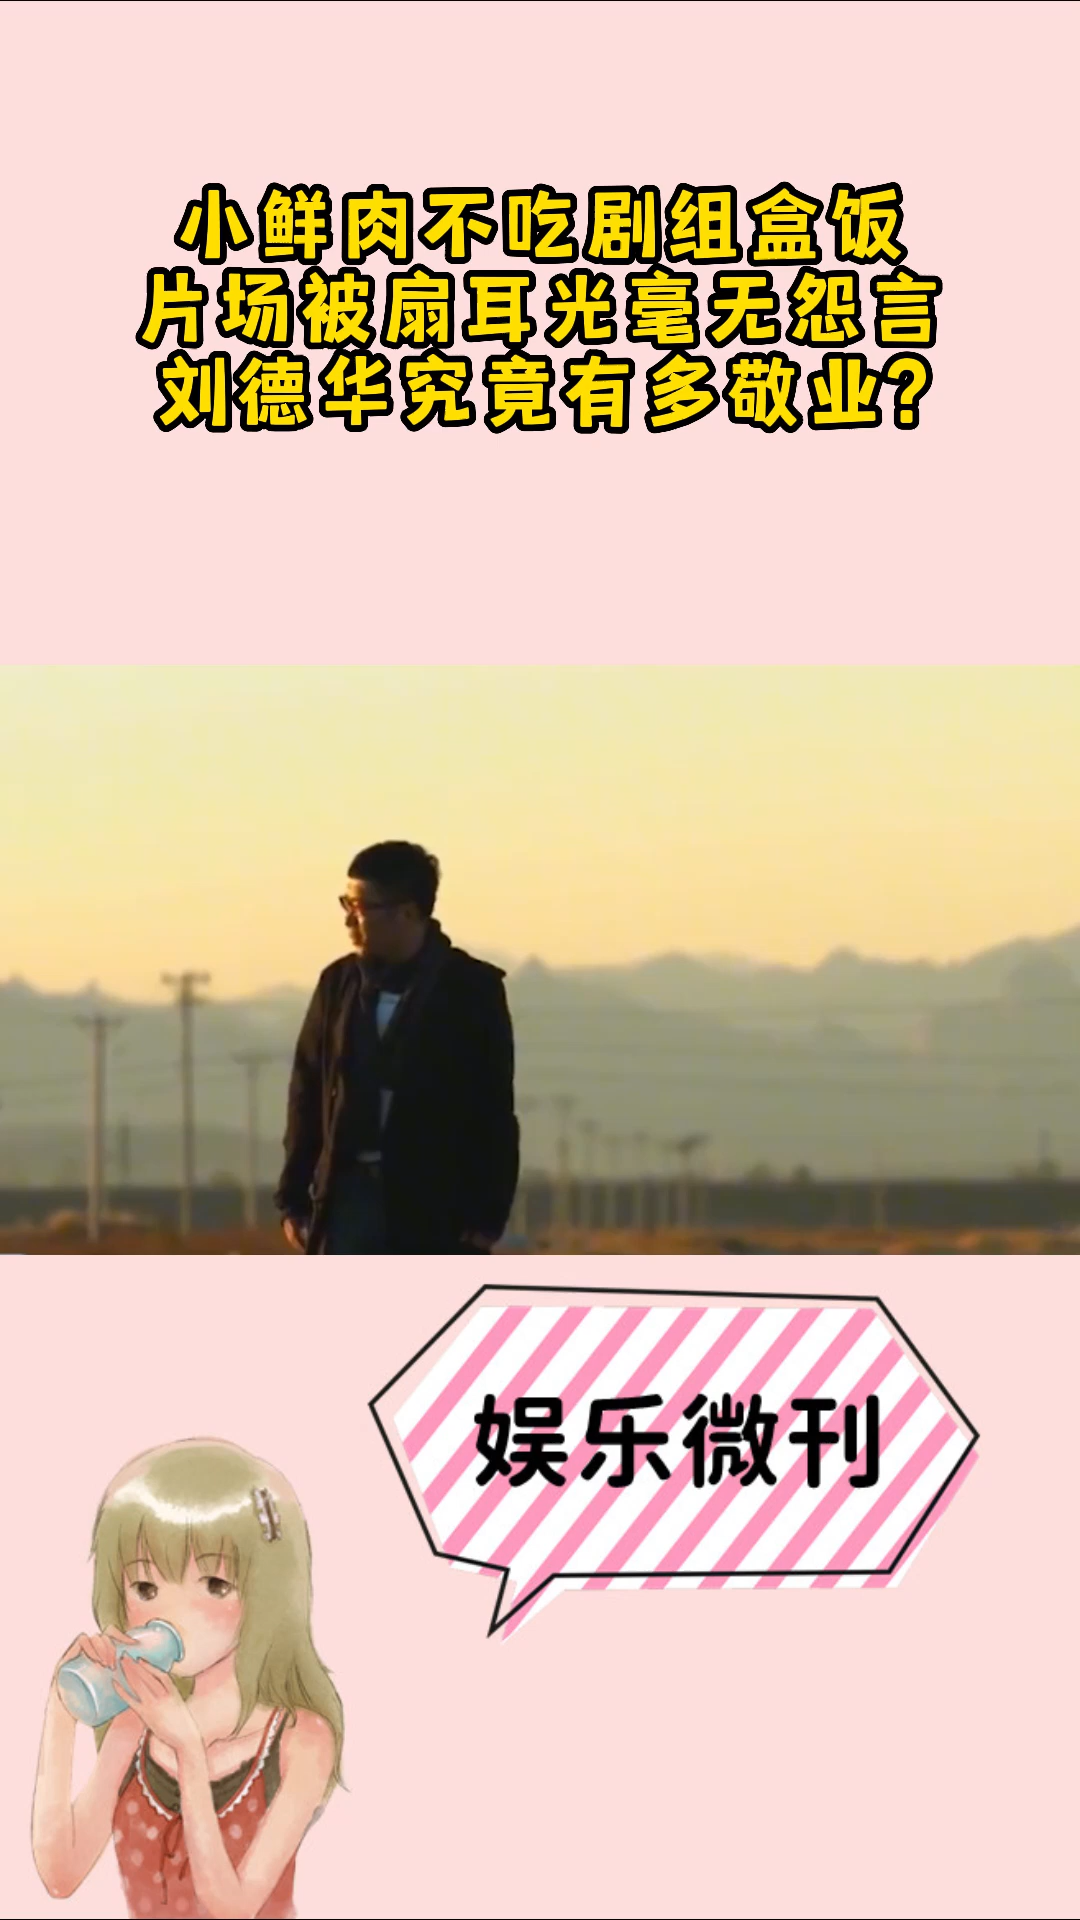 小鲜肉不吃剧组盒饭
片场被扇耳光毫无怨言
刘德华究竟有多敬业?
娱乐微刊